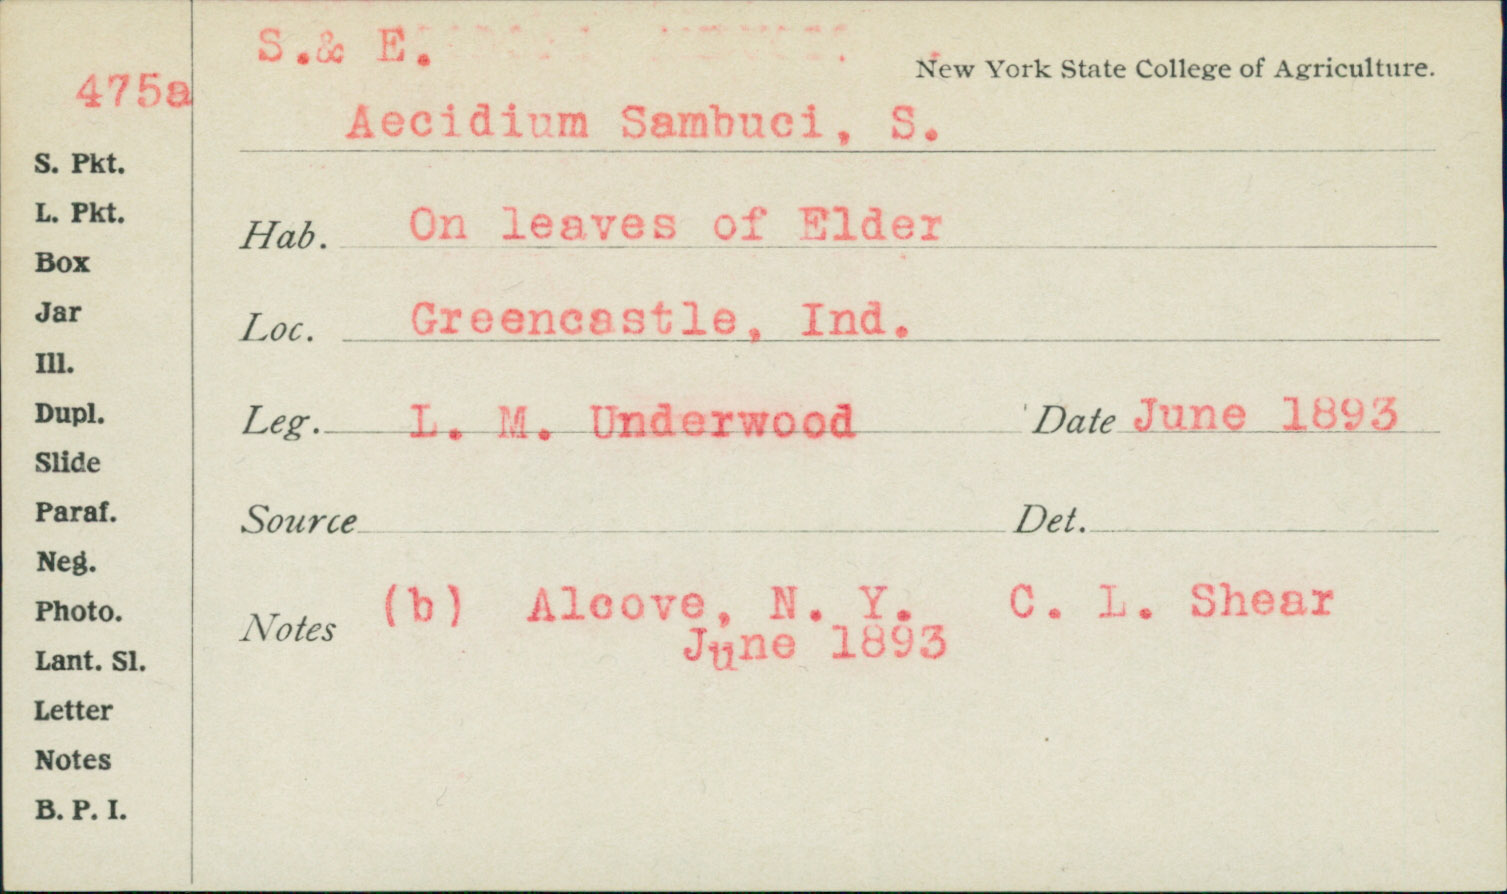 S.& E.
New York State College of Agriculture.
475a
Aecidium Sambuci, S.
S. Pkt.
L. Pkt.
Box
Jar
Ill.
Dupl.
Slide
Paraf.
Neg.
Photo.
Lant. Sl.
Letter
Notes
B. P. I.
Hab. On leaves of Elder
Loc. Greencastle, Ind.
Leg. L. M. Underwood Date June 1893
Source Det.
Notes (b) Alcove, N. Y. C. L. Shear
June 1893